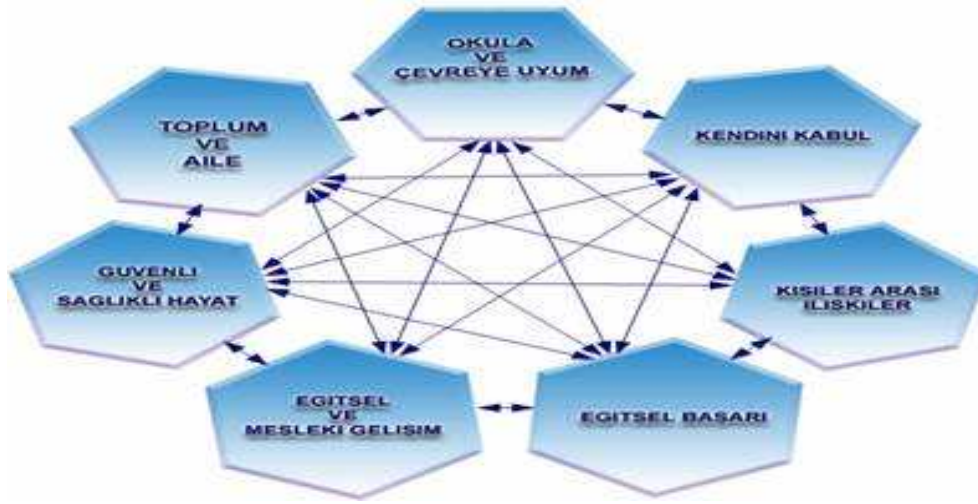 OKULA
VE
ÇEVREYE UYUM
TOPLUM
VE
AILE
KENDINI KABUL
GUVENLI
VE
SAGLIKLI HAYAT
KISILER ARASI
ILISKILER
EGITSEL
VE
MESLEKI GELISIM
EGITSEL BASARI